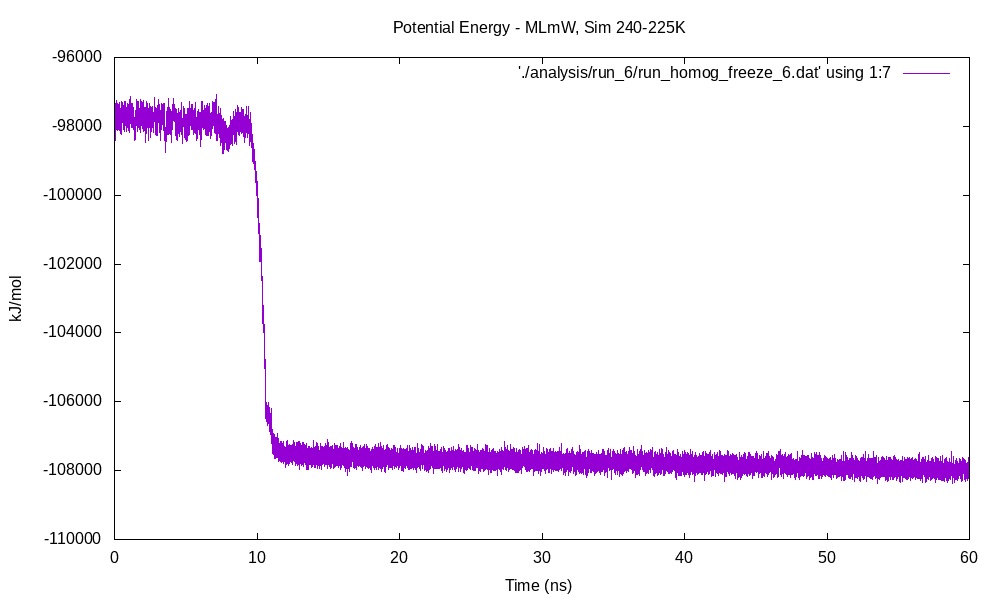 Potential Energy - MLmW, Sim 240-225K
'./analysis/run_6/run_homog_freeze_6.dat' using 1:7
-96000
-98000
-100000
-102000
-104000
-106000
-108000
-110000
kJ/mol
0 10 20 30 40 50 60
Time (ns)